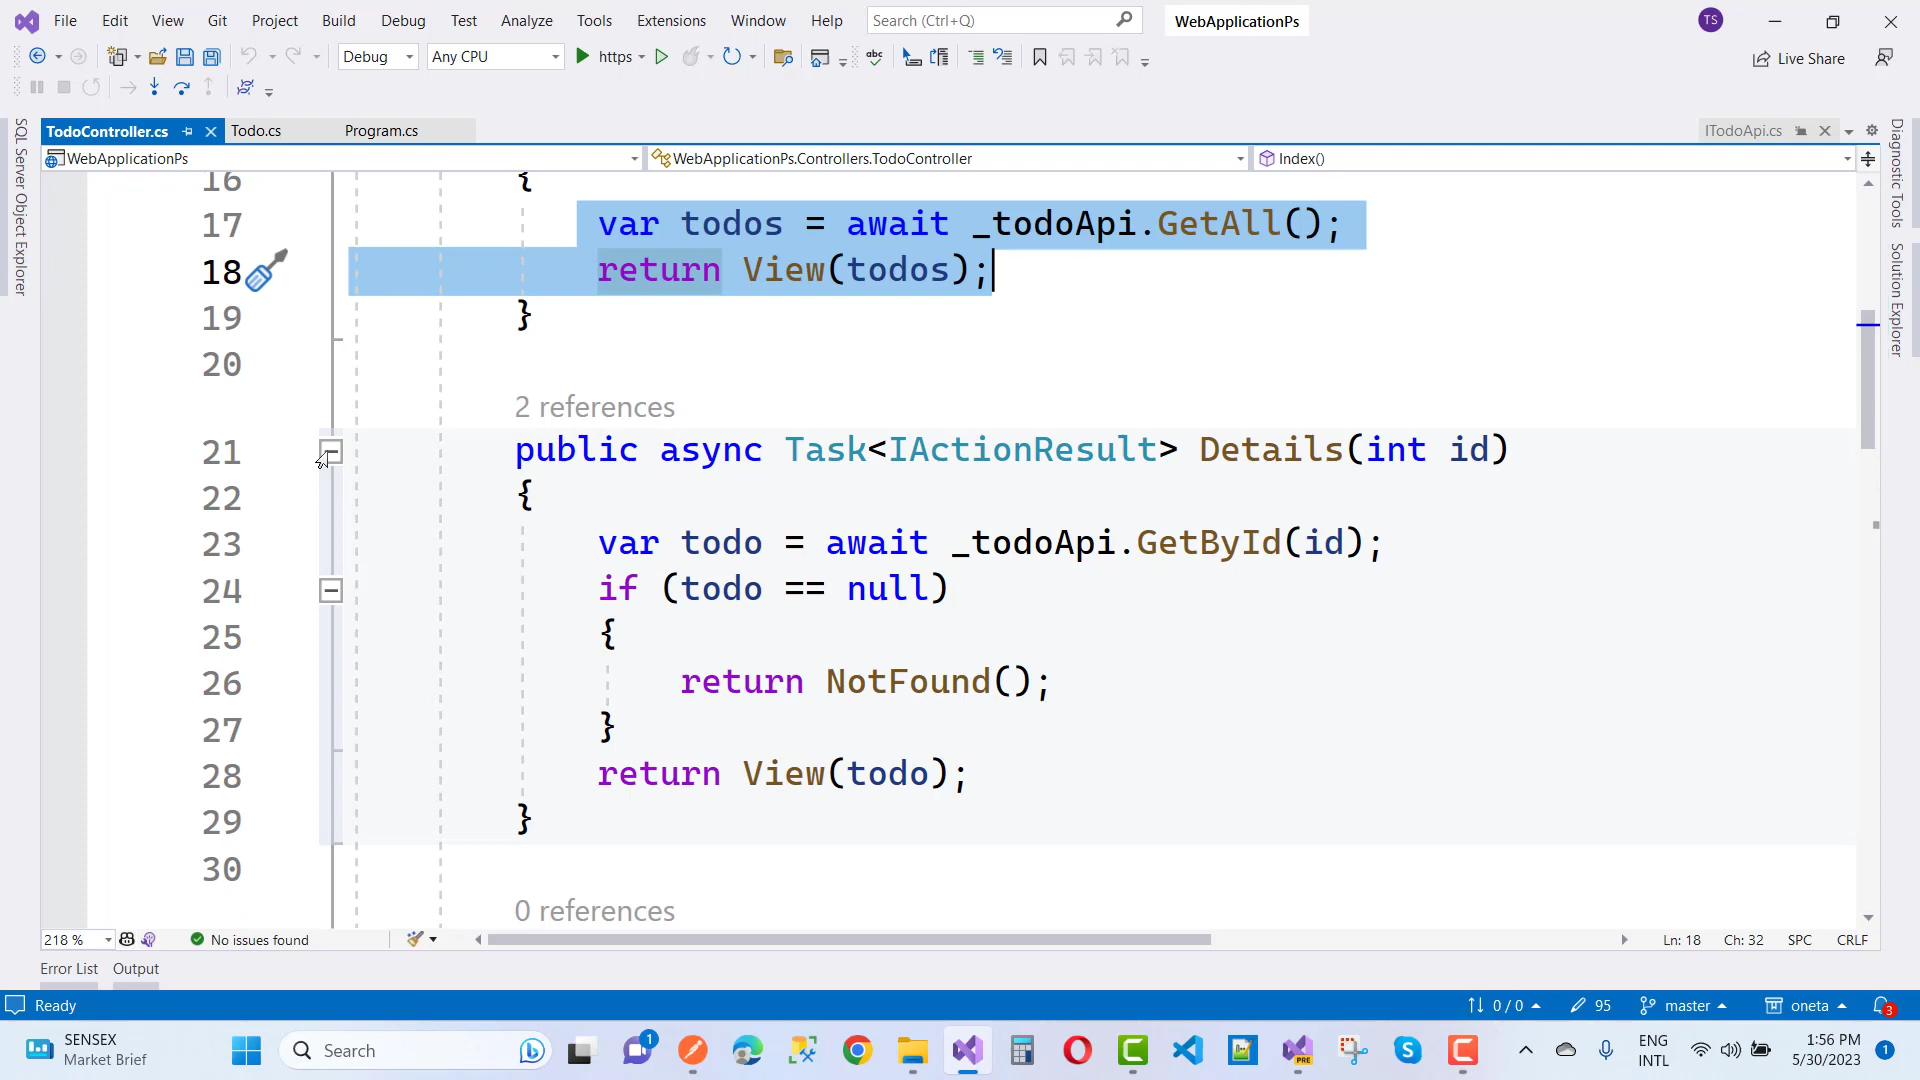 File Edit View Git Project Build Debug Test Analyze Tools Extensions Window Help Search (Ctrl+Q) WebApplicationPs TS
Debug Any CPU https Live Share
TodoController.cs Todo.cs Program.cs ITodoApi.cs
WebApplicationPs WebApplicationPs.Controllers.TodoController Index()
SQL Server Object Explorer
Diagnostic Tools
Solution Explorer
16 {
17 var todos = await _todoApi.GetAll();
18 return View(todos);
19 }
20
2 references
21 public async Task<IActionResult> Details(int id)
22 {
23 var todo = await _todoApi.GetById(id);
24 if (todo == null)
25 {
26 return NotFound();
27 }
28 return View(todo);
29 }
30
0 references
218 % No issues found Ln: 18 Ch: 32 SPC CRLF
Error List Output
Ready 0 / 0 95 master oneta 3
SENSEX
Market Brief
Search 1 PRE
ENG
INTL
1:56 PM
5/30/2023
1